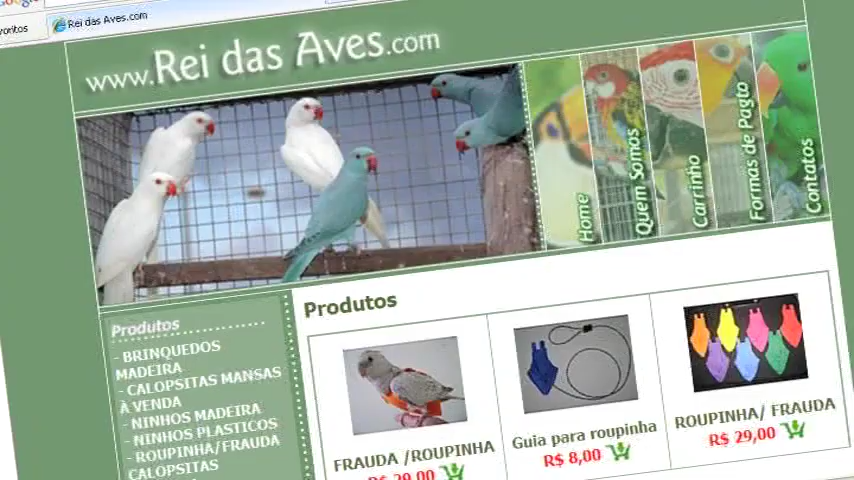 Rei das Aves.com
www.Rei das Aves.com
Home
Quem Somos
Carrinho
Formas de Pagto
Contatos
Produtos
Produtos
- BRINQUEDOS
MADEIRA
- CALOPSITAS MANSAS
À VENDA
- NINHOS MADEIRA
- NINHOS PLASTICOS
- ROUPINHA/FRAUDA
CALOPSITAS
FRAUDA /ROUPINHA
R$ 29,00
Guia para roupinha
R$ 8,00
ROUPINHA/ FRAUDA
R$ 29,00